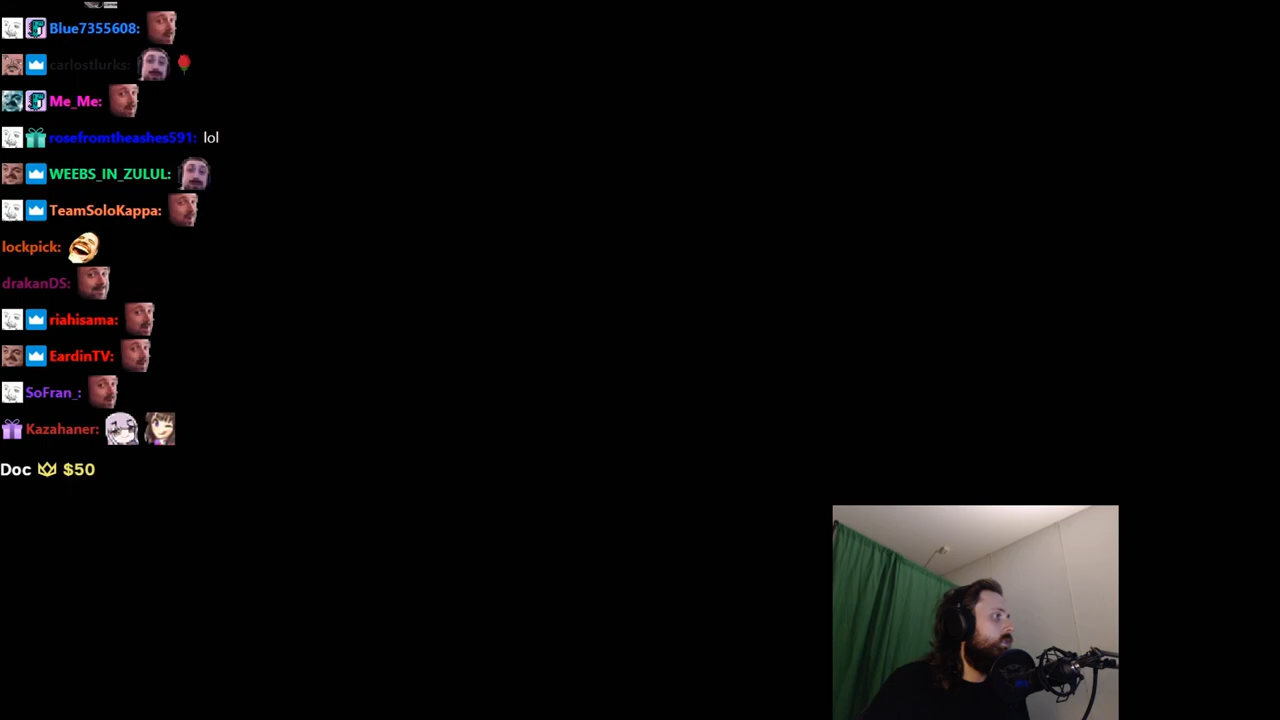 Blue7355608:
carlostlurks:
Me_Me:
rosefromtheashes591: lol
WEEBS_IN_ZULUL:
TeamSoloKappa:
lockpick:
drakanDS:
riahisama:
EardinTV:
SoFran_:
Kazahaner:
Doc $50